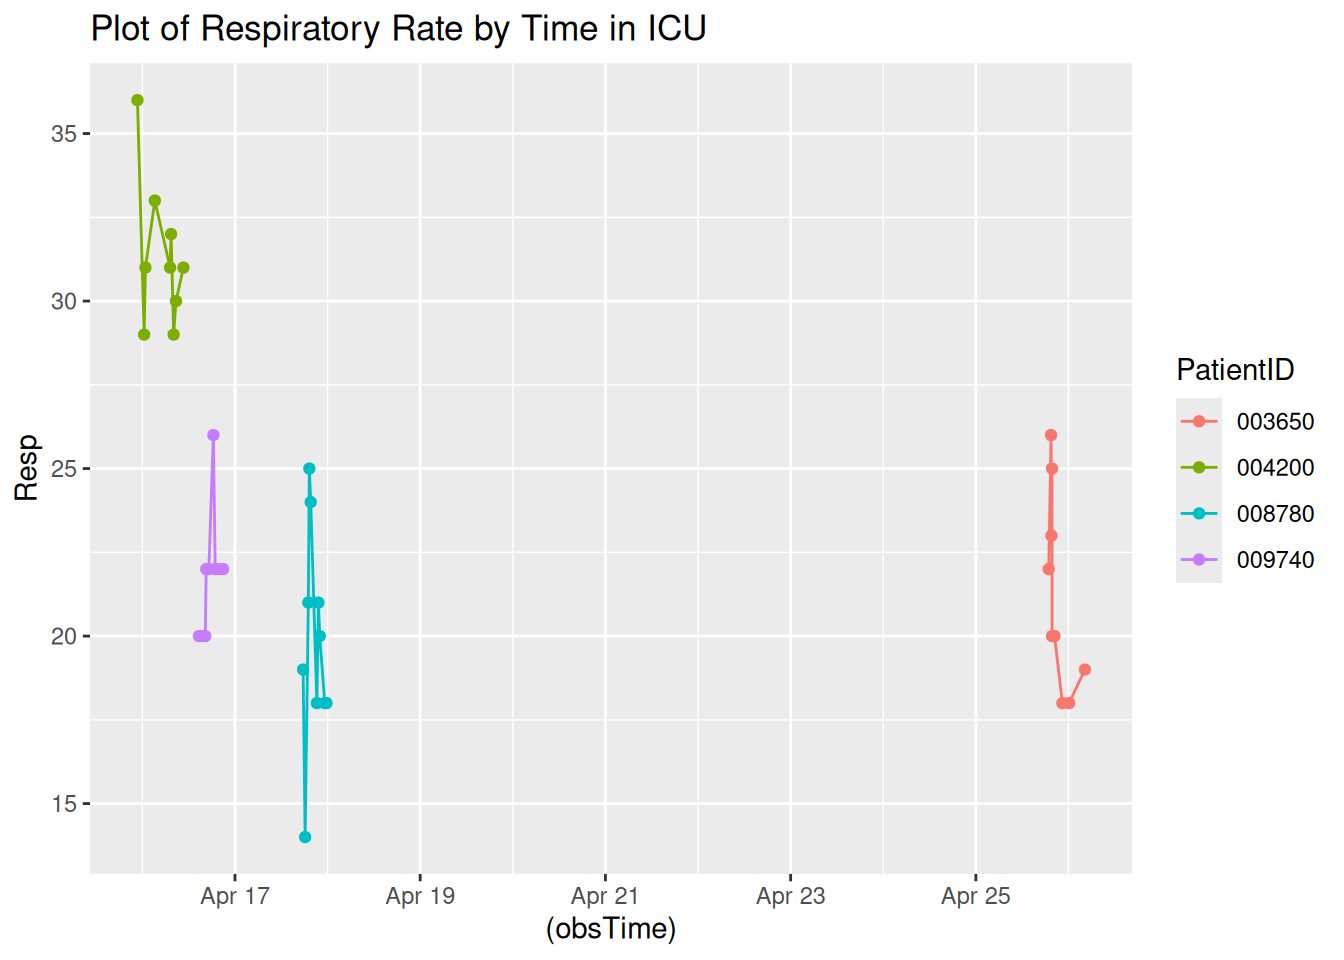 Plot of Respiratory Rate by Time in ICU
35
30
25
20
15
Resp
Apr 17
Apr 19
Apr 21
Apr 23
Apr 25
(obsTime)
PatientID
003650
004200
008780
009740